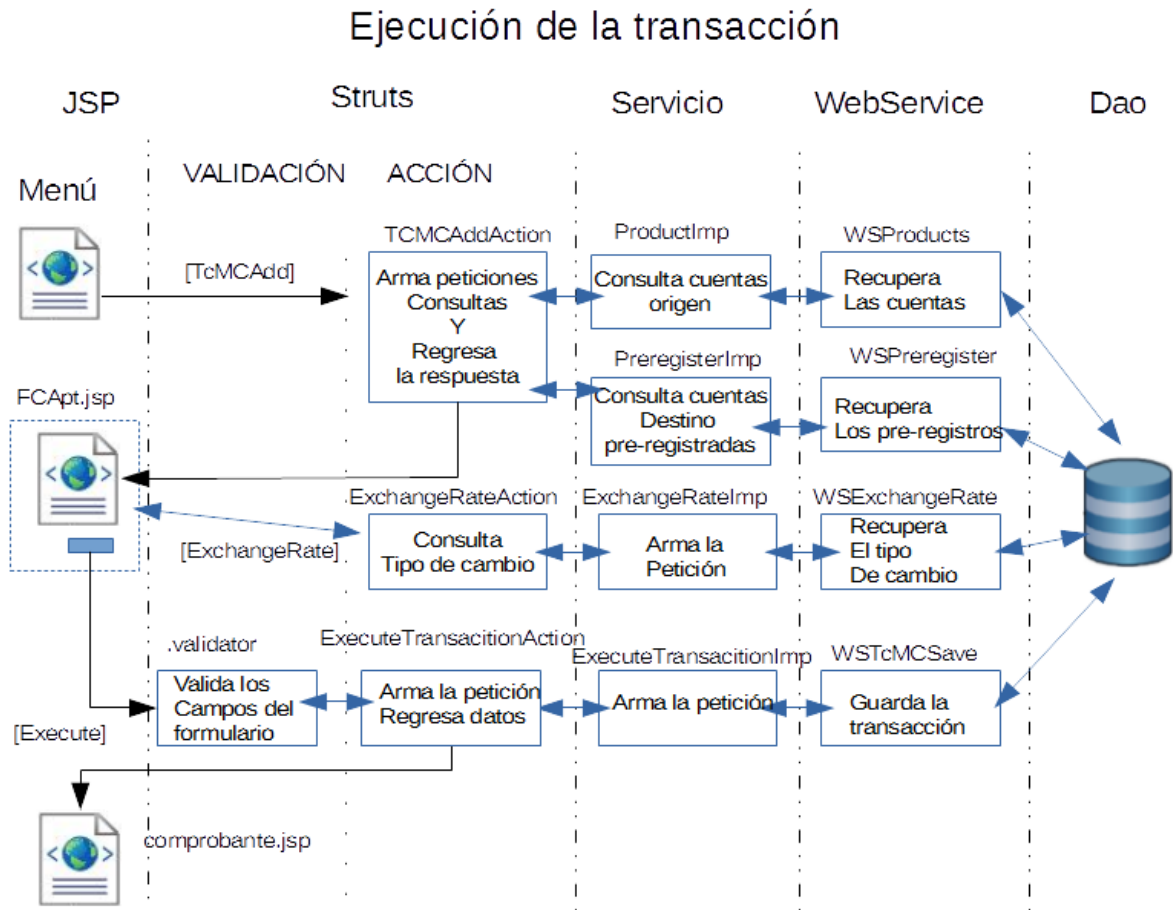 Ejecución de la transacción
JSP
Struts
Servicio
WebService
Dao
VALIDACIÓN
ACCIÓN
Menú
[TcMCAdd]
TCMCAddAction
Arma peticiones
Consultas
Y
Regresa
la respuesta
ProductImp
Consulta cuentas
origen
WSProducts
Recupera
Las cuentas
PreregisterImp
Consulta cuentas
Destino
pre-registradas
WSPreregister
Recupera
Los pre-registros
FCApt.jsp
[ExchangeRate]
ExchangeRateAction
Consulta
Tipo de cambio
ExchangeRateImp
Arma la
Petición
WSExchangeRate
Recupera
El tipo
De cambio
[Execute]
.validator
Valida los
Campos del
formulario
ExecuteTransacitionAction
Arma la petición
Regresa datos
ExecuteTransacitionImp
Arma la petición
WSTcMCSave
Guarda la
transacción
comprobante.jsp